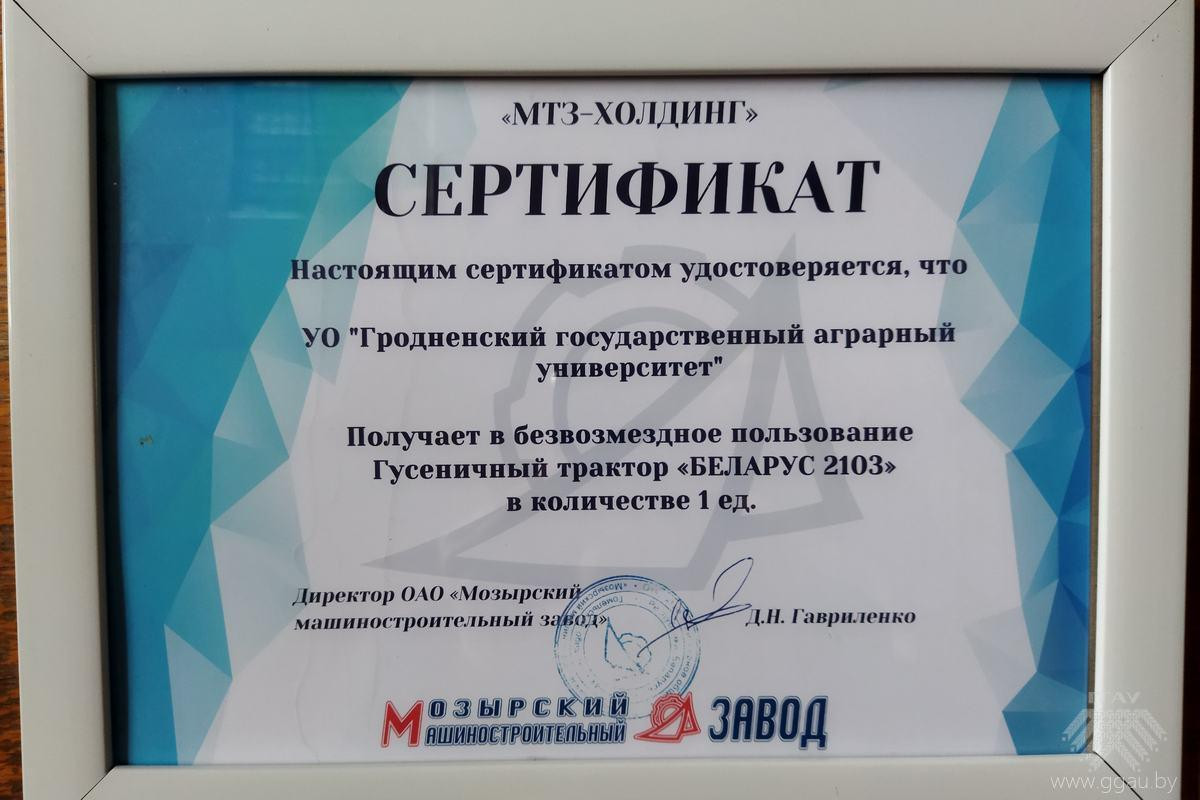 «МТЗ-ХОЛДИНГ»
СЕРТИФИКАТ
Настоящим сертификатом удостоверяется, что
УО "Гродненский государственный аграрный
университет"
Получает в безвозмездное пользование
Гусеничный трактор «БЕЛАРУС 2103»
в количестве 1 ед.
Директор ОАО «Мозырский
машиностроительный завод»
Д.Н. Гавриленко
МОЗЫРСКИЙ
МАШИНОСТРОИТЕЛЬНЫЙ
ЗАВОД
ГГАУ
www.ggau.by